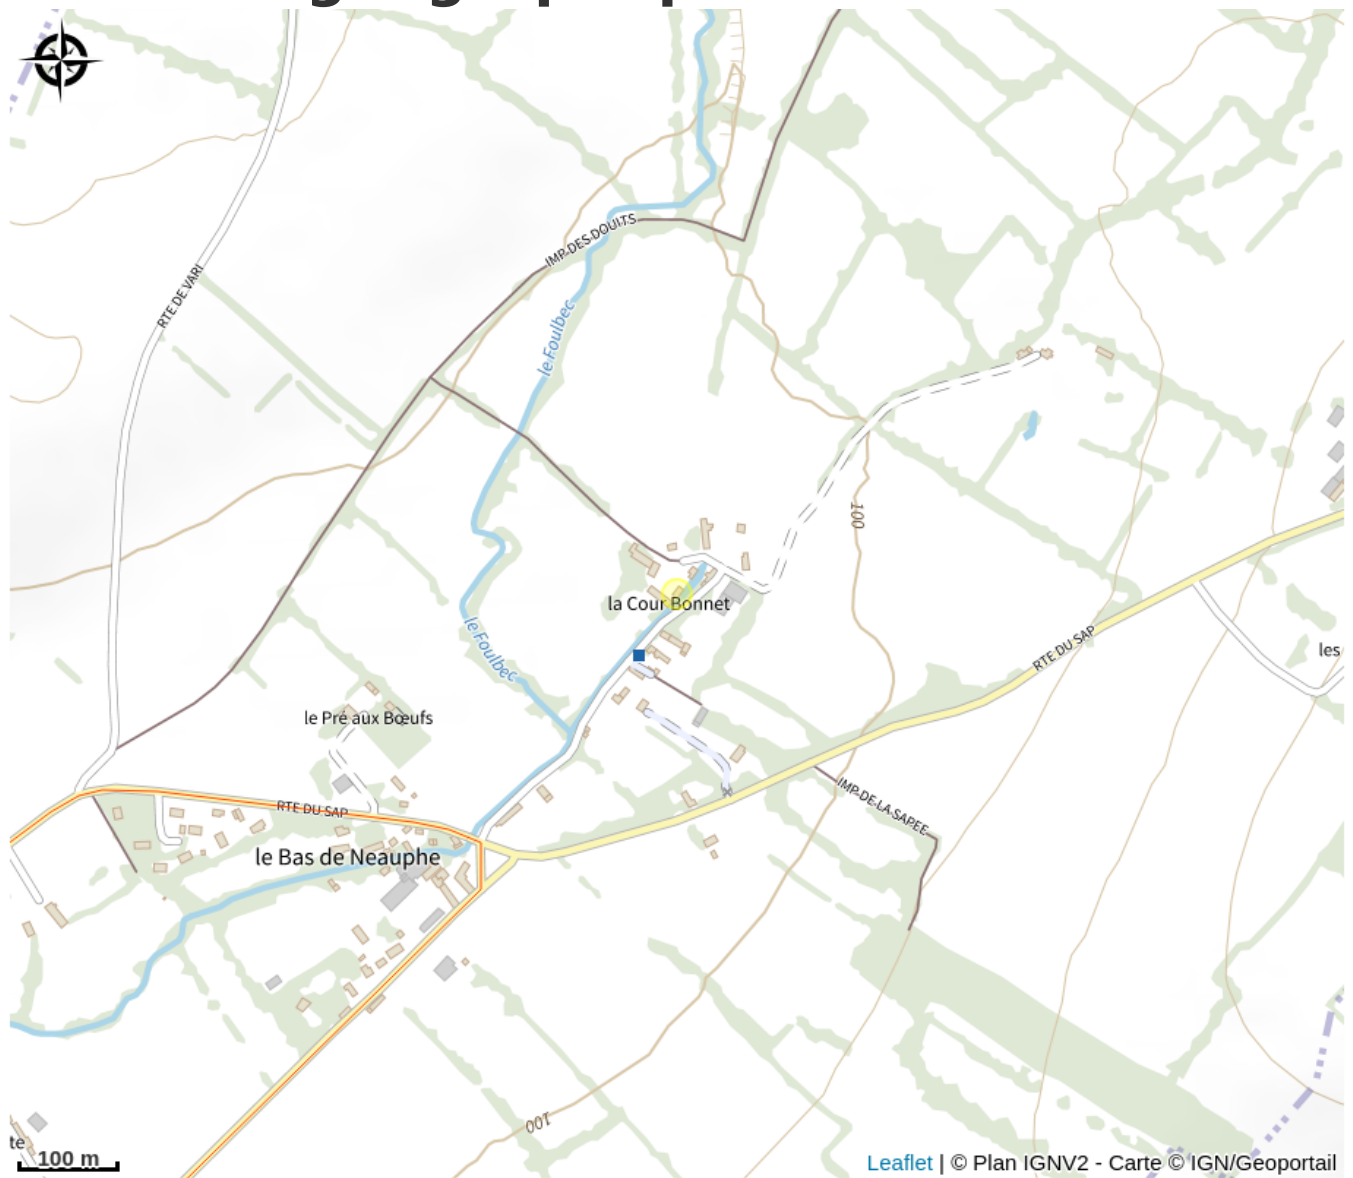 IMP DES DOUITS
RTE DE VARI
le Foulbec
100
la Cour Bonnet
le Foulbec
RTE DU SAP
les
le Pré aux Bœufs
IMP DE LA SAPEE
RTE DU SAP
le Bas de Neauphe
100
te
100 m
Leaflet | © Plan IGNV2 - Carte © IGN/Geoportail